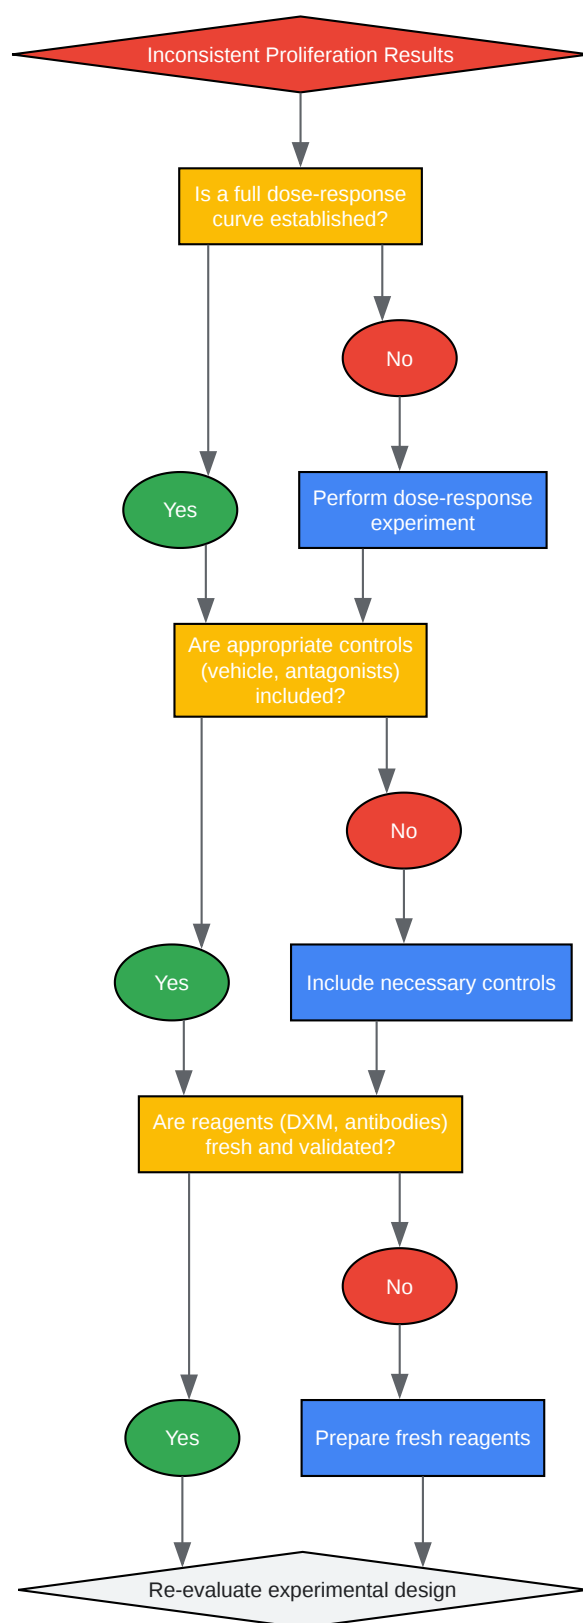 Inconsistent Proliferation Results
Is a full dose-response
curve established?
No
Yes
Perform dose-response
experiment
Are appropriate controls
(vehicle, antagonists)
included?
No
Yes
Include necessary controls
Are reagents (DXM, antibodies)
fresh and validated?
No
Yes
Prepare fresh reagents
Re-evaluate experimental design